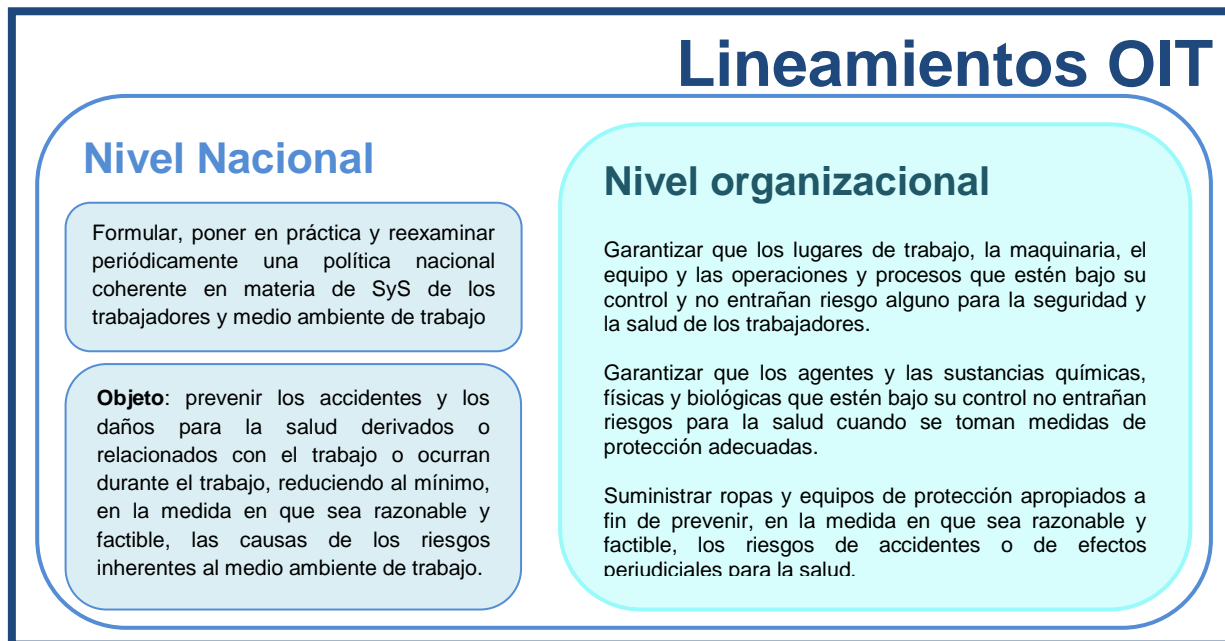 Lineamientos OIT
Nivel Nacional
Formular, poner en práctica y reexaminar
periódicamente una política nacional
coherente en materia de SyS de los
trabajadores y medio ambiente de trabajo
Objeto: prevenir los accidentes y los
daños para la salud derivados o
relacionados con el trabajo o ocurran
durante el trabajo, reduciendo al mínimo,
en la medida en que sea razonable y
factible, las causas de los riesgos
inherentes al medio ambiente de trabajo.
Nivel organizacional
Garantizar que los lugares de trabajo, la maquinaria, el
equipo y las operaciones y procesos que estén bajo su
control y no entrañan riesgo alguno para la seguridad y
la salud de los trabajadores.
Garantizar que los agentes y las sustancias químicas,
físicas y biológicas que estén bajo su control no entrañan
riesgos para la salud cuando se toman medidas de
protección adecuadas.
Suministrar ropas y equipos de protección apropiados a
fin de prevenir, en la medida en que sea razonable y
factible, los riesgos de accidentes o de efectos
perjudiciales para la salud.